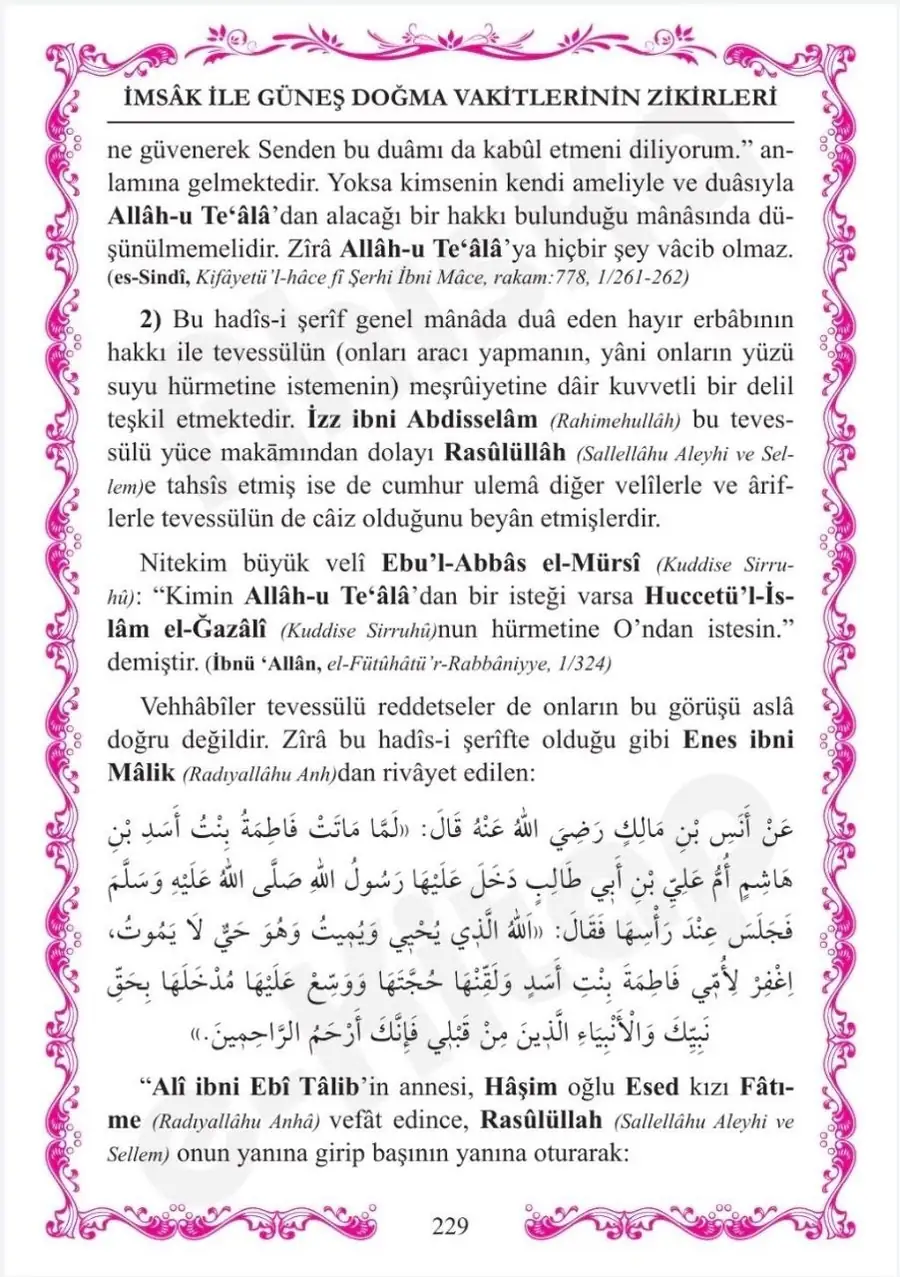 İMSÂK İLE GÜNEŞ DOĞMA VAKİTLERİNİN ZİKİRLERİ
ne güvenerek Senden bu duâmı da kabûl etmeni diliyorum.” an-
lamına gelmektedir. Yoksa kimsenin kendi ameliyle ve duâsıyla
Allâh-u Te‘âlâ’dan alacağı bir hakkı bulunduğu mânâsında dü-
şünülmemelidir. Zîrâ Allâh-u Te‘âlâ’ya hiçbir şey vâcib olmaz.
(es-Sindî, Kifâyetü’l-hâce fî Şerhi İbni Mâce, rakam:778, 1/261-262)
2) Bu hadîs-i şerîf genel mânâda duâ eden hayır erbâbının
hakkı ile tevessülün (onları aracı yapmanın, yâni onların yüzü
suyu hürmetine istemenin) meşrûiyetine dâir kuvvetli bir delil
teşkil etmektedir. İzz ibni Abdisselâm (Rahimehullâh) bu teves-
sülü yüce makāmından dolayı Rasûlüllâh (Sallellâhu Aleyhi ve Sel-
lem)e tahsîs etmiş ise de cumhur ulemâ diğer velîlerle ve ârif-
lerle tevessülün de câiz olduğunu beyân etmişlerdir.
Nitekim büyük velî Ebu’l-Abbâs el-Mürsî (Kuddise Sirru-
hû): “Kimin Allâh-u Te‘âlâ’dan bir isteği varsa Huccetü’l-İs-
lâm el-Ğazâlî (Kuddise Sirruhû)nun hürmetine O’ndan istesin.”
demiştir. (İbnü ‘Allân, el-Fütûhâtü’r-Rabbâniyye, 1/324)
Vehhâbîler tevessülü reddetseler de onların bu görüşü aslâ
doğru değildir. Zîrâ bu hadîs-i şerîfte olduğu gibi Enes ibni
Mâlik (Radıyallâhu Anh)dan rivâyet edilen:
عَنْ أَنَسِ بْنِ مَالِكٍ رَضِيَ اللهُ عَنْهُ قَالَ: «لَمَّا مَاتَتْ فَاطِمَةُ بِنْتُ أَسَدِ بْنِ
هَاشِمٍ أُمُّ عَلِيِّ بْنِ أَبِي طَالِبٍ دَخَلَ عَلَيْهَا رَسُولُ اللهِ صَلَّى اللهُ عَلَيْهِ وَسَلَّمَ
فَجَلَسَ عِنْدَ رَأْسِهَا فَقَالَ: «اَللهُ الَّذِي يُحْيِي وَيُمِيتُ وَهُوَ حَيٌّ لَا يَمُوتُ،
اِغْفِرْ لِأُمِّي فَاطِمَةَ بِنْتِ أَسَدٍ وَلَقِّنْهَا حُجَّتَهَا وَوَسِّعْ عَلَيْهَا مُدْخَلَهَا بِحَقِّ
نَبِيِّكَ وَالْأَنْبِيَاءِ الَّذِينَ مِنْ قَبْلِي فَإِنَّكَ أَرْحَمُ الرَّاحِمِينَ.»
“Alî ibni Ebî Tâlib’in annesi, Hâşim oğlu Esed kızı Fâtı-
me (Radıyallâhu Anhâ) vefât edince, Rasûlüllah (Sallellâhu Aleyhi ve
Sellem) onun yanına girip başının yanına oturarak:
229